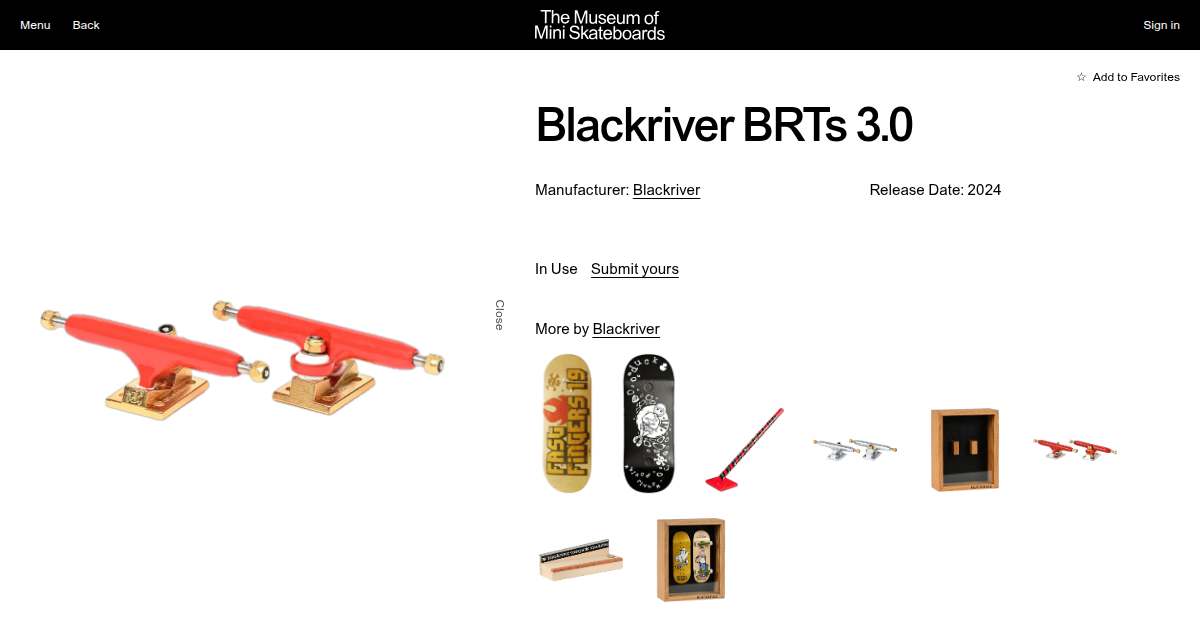 Menu
Back
The Museum of
Mini Skateboards
Sign in
☆ Add to Favorites
Blackriver BRTs 3.0
Manufacturer: Blackriver
Release Date: 2024
In Use Submit yours
Close
More by Blackriver
FAST
FINGERS 19